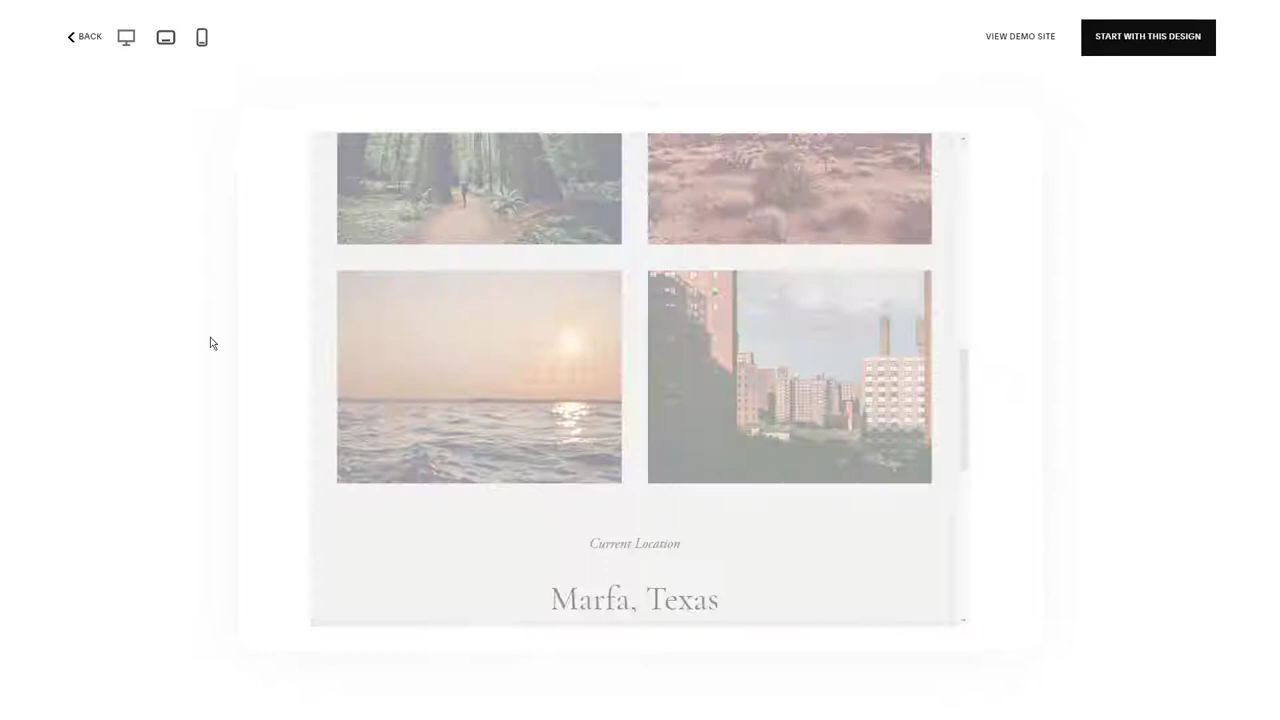 BACK
VIEW DEMO SITE
START WITH THIS DESIGN
Current Location
Marfa, Texas